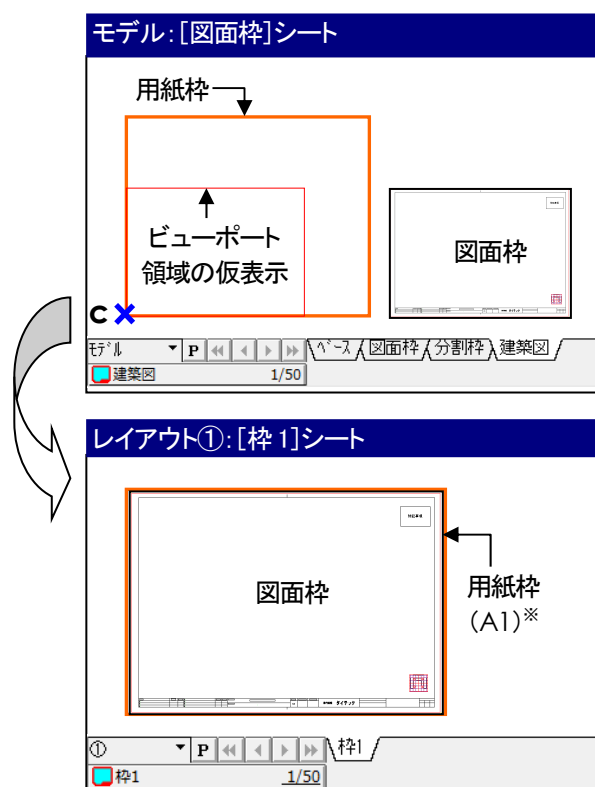 モデル:[図面枠]シート
用紙枠
ビューポート
領域の仮表示
図面枠
C
ﾓﾃﾞﾙ P ﾍﾞｰｽ 図面枠 分割枠 建築図
建築図 1/50
レイアウト①:[枠1]シート
図面枠
用紙枠
(A1)※
① P 枠1
枠1 1/50